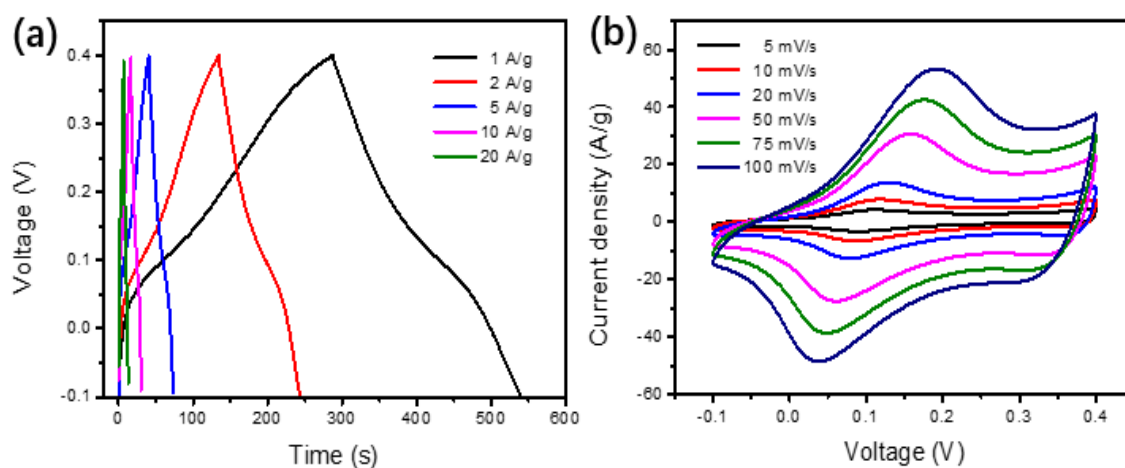 (a)
1 A/g
2 A/g
5 A/g
10 A/g
20 A/g
Voltage (V)
0.4
0.3
0.2
0.1
0.0
-0.1
0 100 200 300 400 500 600
Time (s)
(b)
5 mV/s
10 mV/s
20 mV/s
50 mV/s
75 mV/s
100 mV/s
Current density (A/g)
60
40
20
0
-20
-40
-60
-0.1 0.0 0.1 0.2 0.3 0.4
Voltage (V)